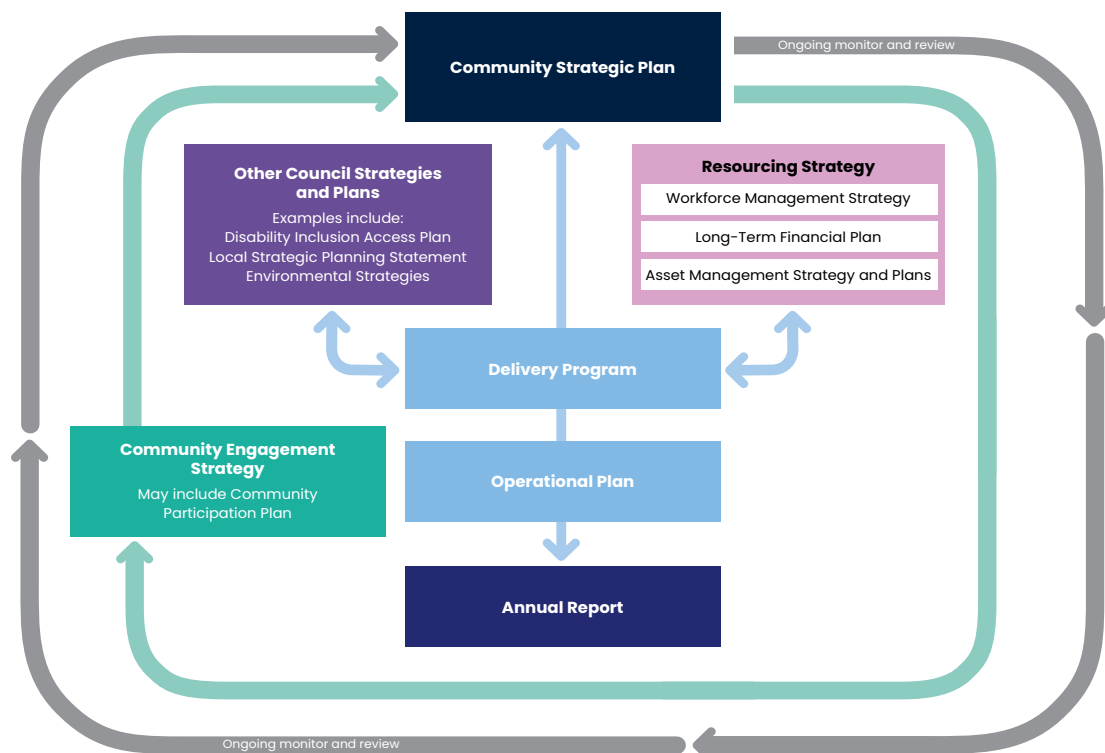 Community Strategic Plan
Ongoing monitor and review
Other Council Strategies
and Plans
Examples include:
Disability Inclusion Access Plan
Local Strategic Planning Statement
Environmental Strategies
Resourcing Strategy
Workforce Management Strategy
Long-Term Financial Plan
Asset Management Strategy and Plans
Delivery Program
Community Engagement
Strategy
May include Community
Participation Plan
Operational Plan
Annual Report
Ongoing monitor and review